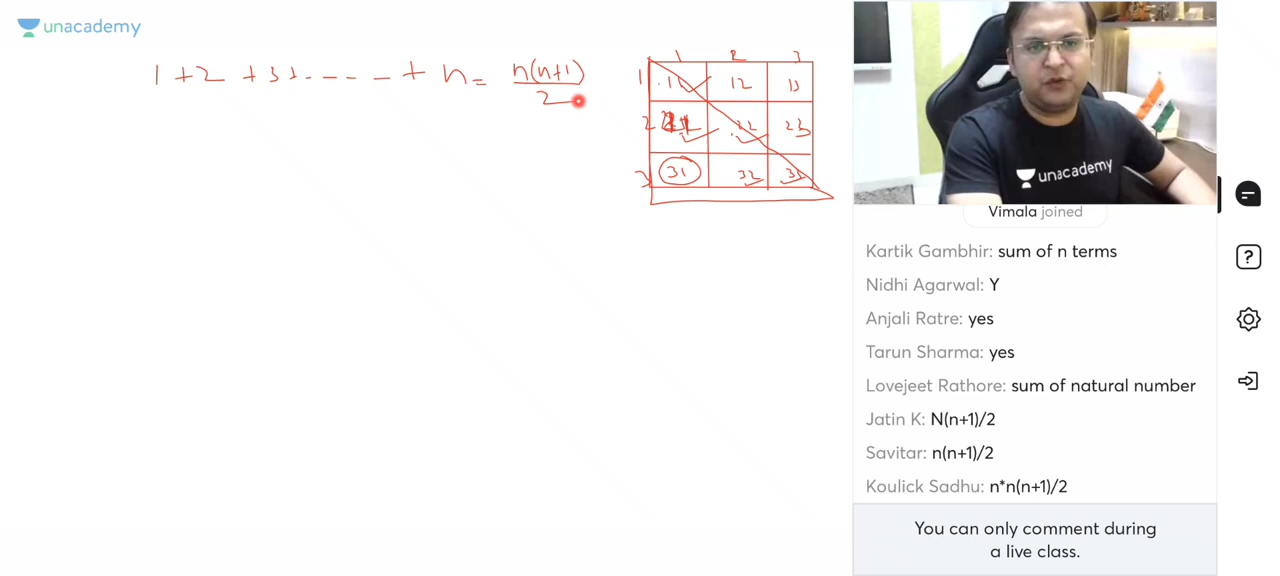 unacademy
1 + 2 + 3 + ...... + n = n(n+1)/2
1 2 3
1 11 12 13
2 21 22 23
3 31 32 33
unacademy
Vimala joined
Kartik Gambhir: sum of n terms
Nidhi Agarwal: Y
Anjali Ratre: yes
Tarun Sharma: yes
Lovejeet Rathore: sum of natural number
Jatin K: N(n+1)/2
Savitar: n(n+1)/2
Koulick Sadhu: n*n(n+1)/2
You can only comment during
a live class.